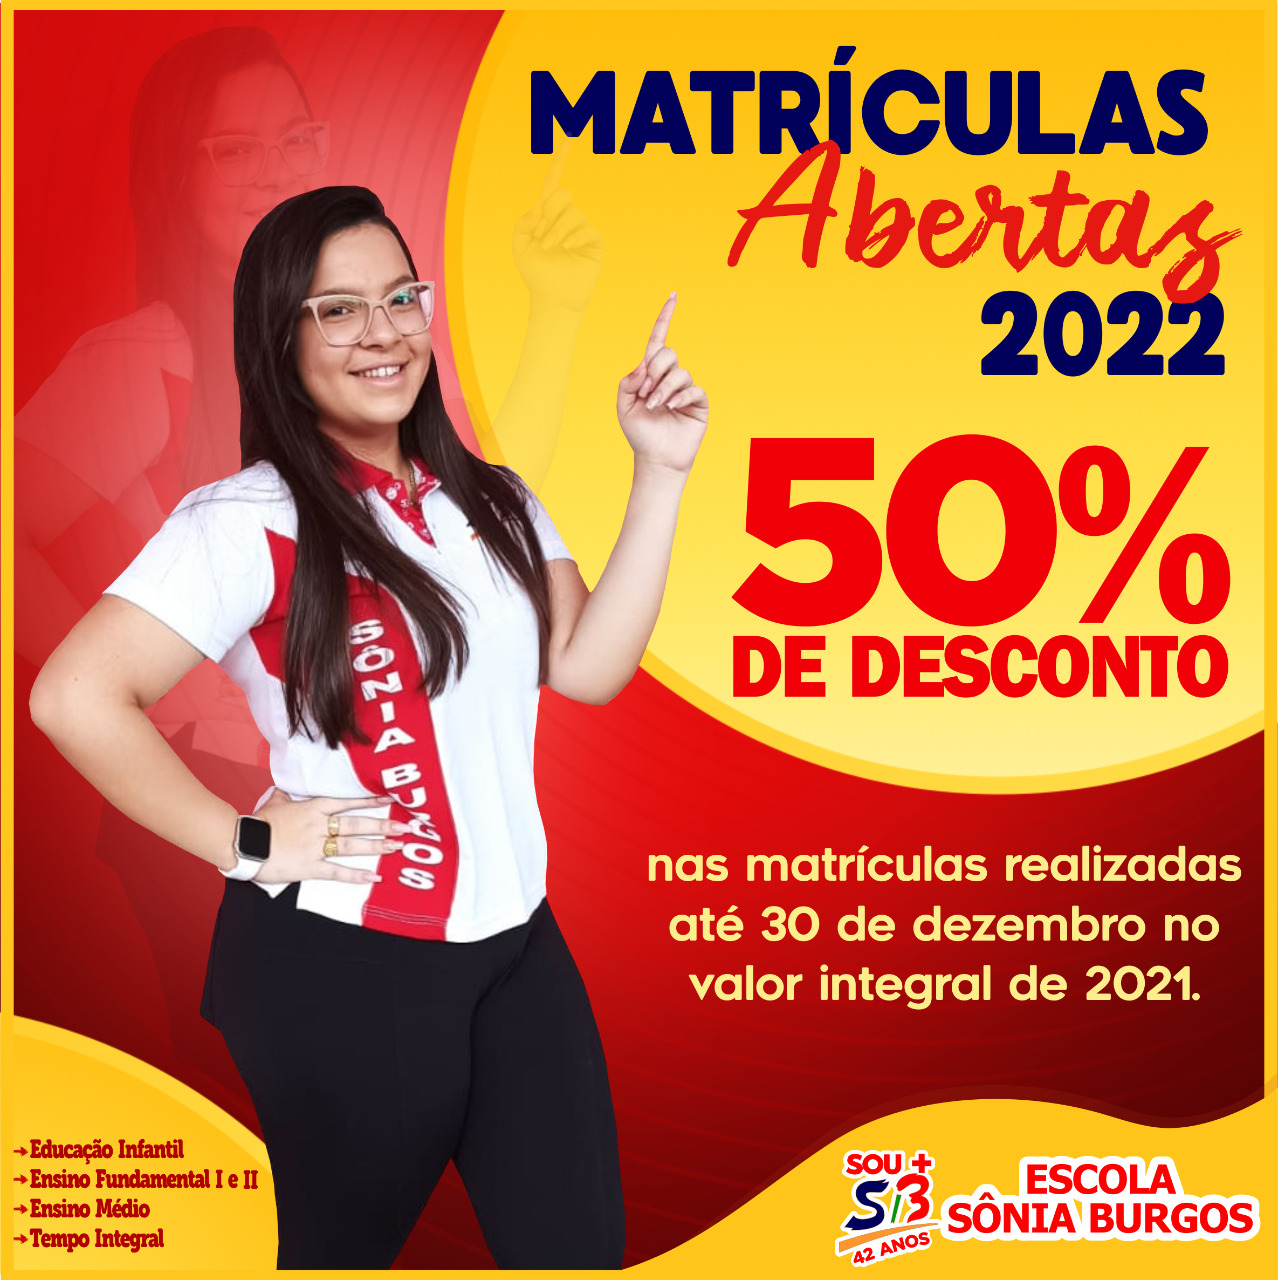 MATRÍCULAS
Abertas
2022
50%
DE DESCONTO
nas matrículas realizadas
até 30 de dezembro no
valor integral de 2021.
SÔNIA BURGOS
→Educação Infantil
→Ensino Fundamental I e II
→Ensino Médio
→Tempo Integral
SOU +
SB
42 ANOS
ESCOLA
SÔNIA BURGOS